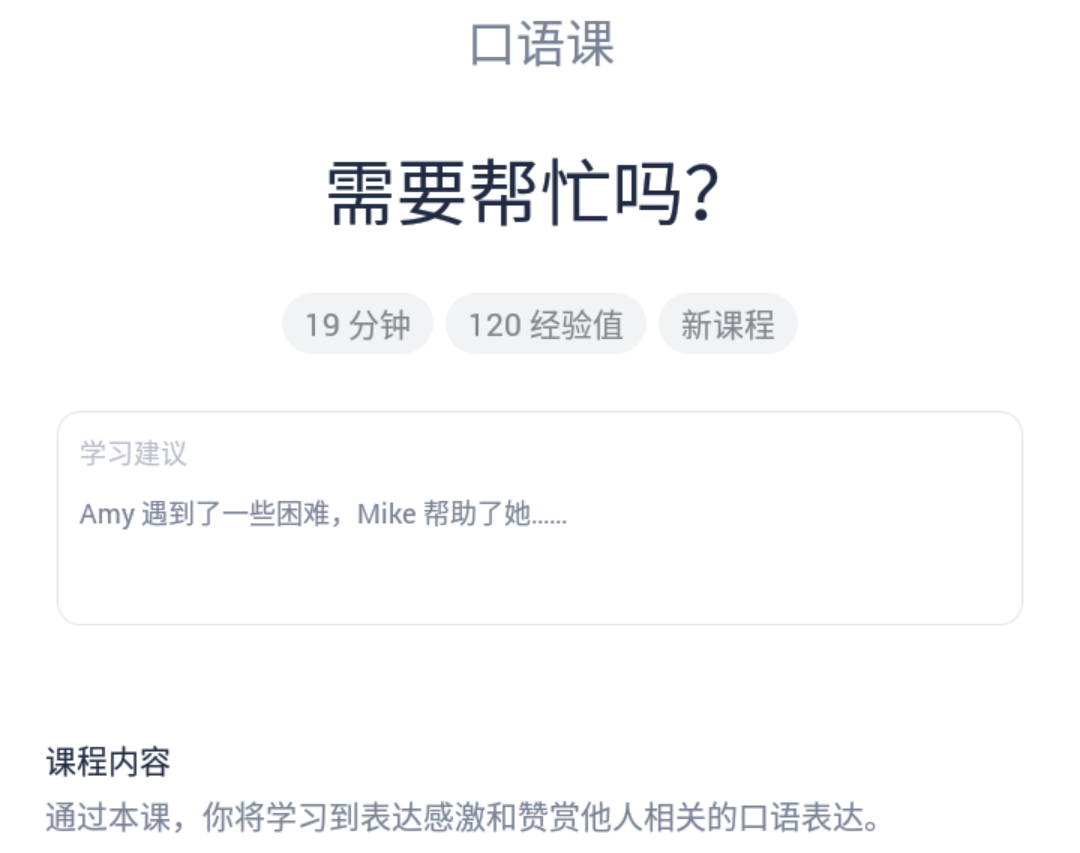 口语课
需要帮忙吗？
19 分钟 120 经验值 新课程
学习建议
Amy 遇到了一些困难，Mike 帮助了她......
课程内容
通过本课，你将学习到表达感激和赞赏他人相关的口语表达。